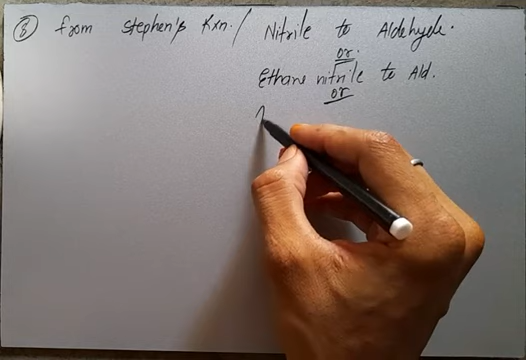 ⑧ from Stephen's Rxn. / Nitrile to Aldehyde.
or.
Ethane nitrile to Ald.
or